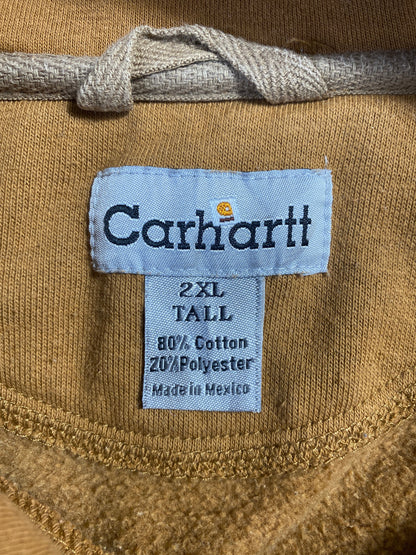 Carhartt
2XL
TALL
80% Cotton
20% Polyester
Made in Mexico